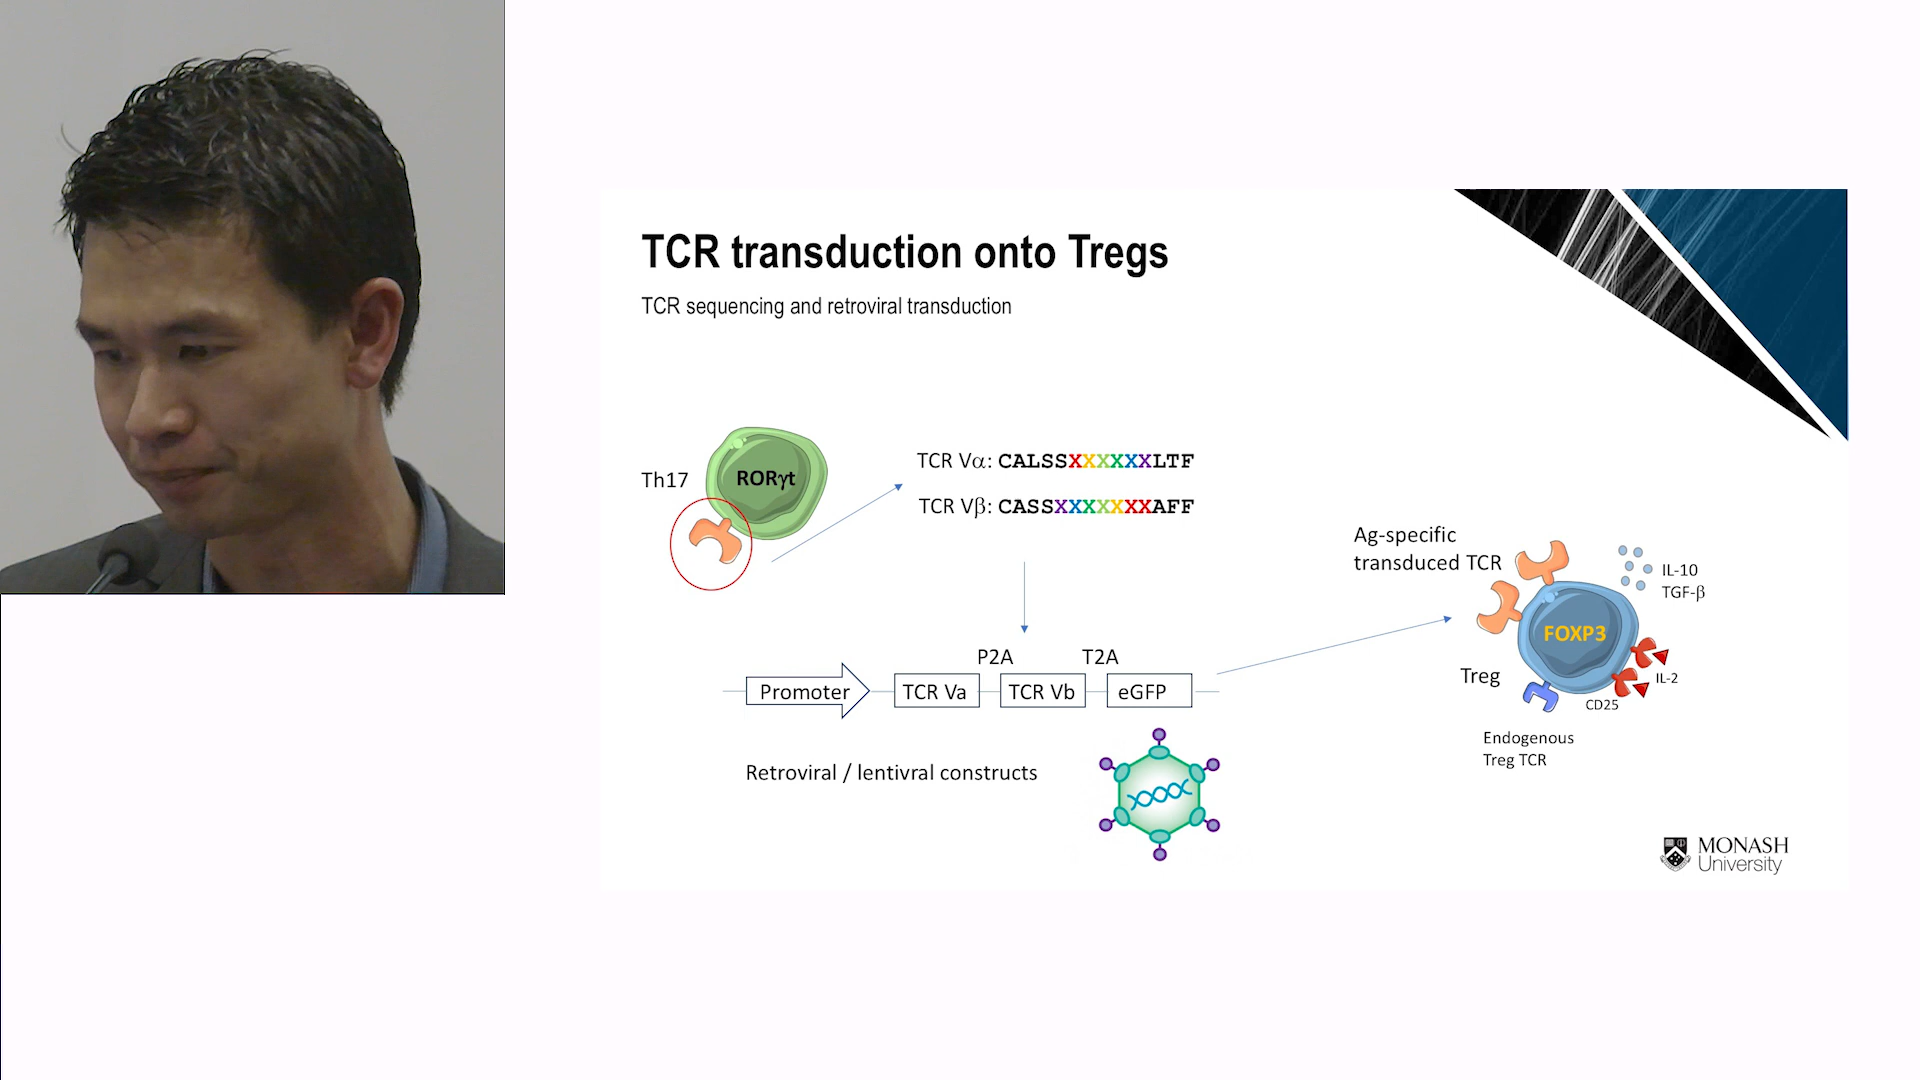 TCR transduction onto Tregs
TCR sequencing and retroviral transduction
Th17
RORγt
TCR Vα: CALSSXXXXXXLTF
TCR Vβ: CASSXXXXXXXAFF
Ag-specific
transduced TCR
IL-10
TGF-β
FOXP3
Treg
IL-2
CD25
Endogenous
Treg TCR
P2A
T2A
Promoter
TCR Va
TCR Vb
eGFP
Retroviral / lentivral constructs
MONASH
University